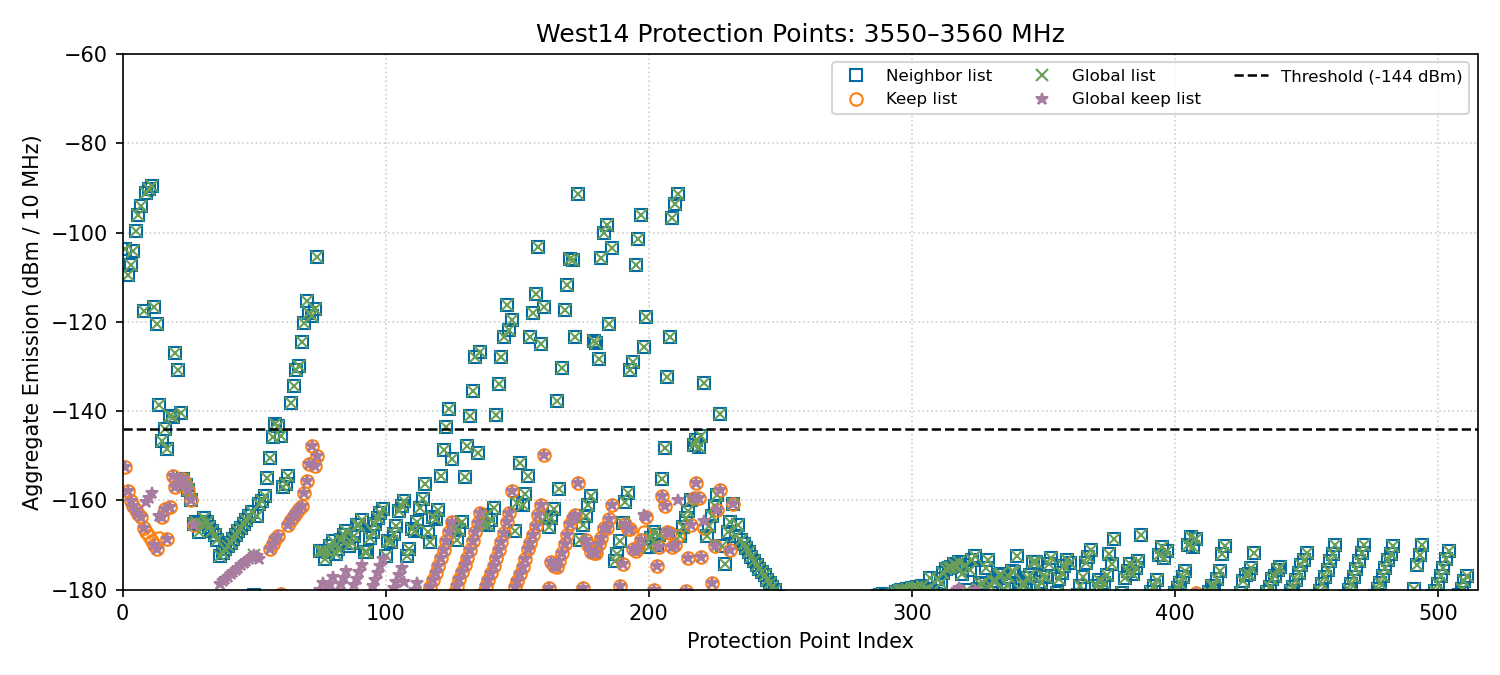 West14 Protection Points: 3550–3560 MHz
Aggregate Emission (dBm / 10 MHz)
−60
−80
−100
−120
−140
−160
−180
Neighbor list
Keep list
Global list
Global keep list
Threshold (-144 dBm)
0 100 200 300 400 500
Protection Point Index